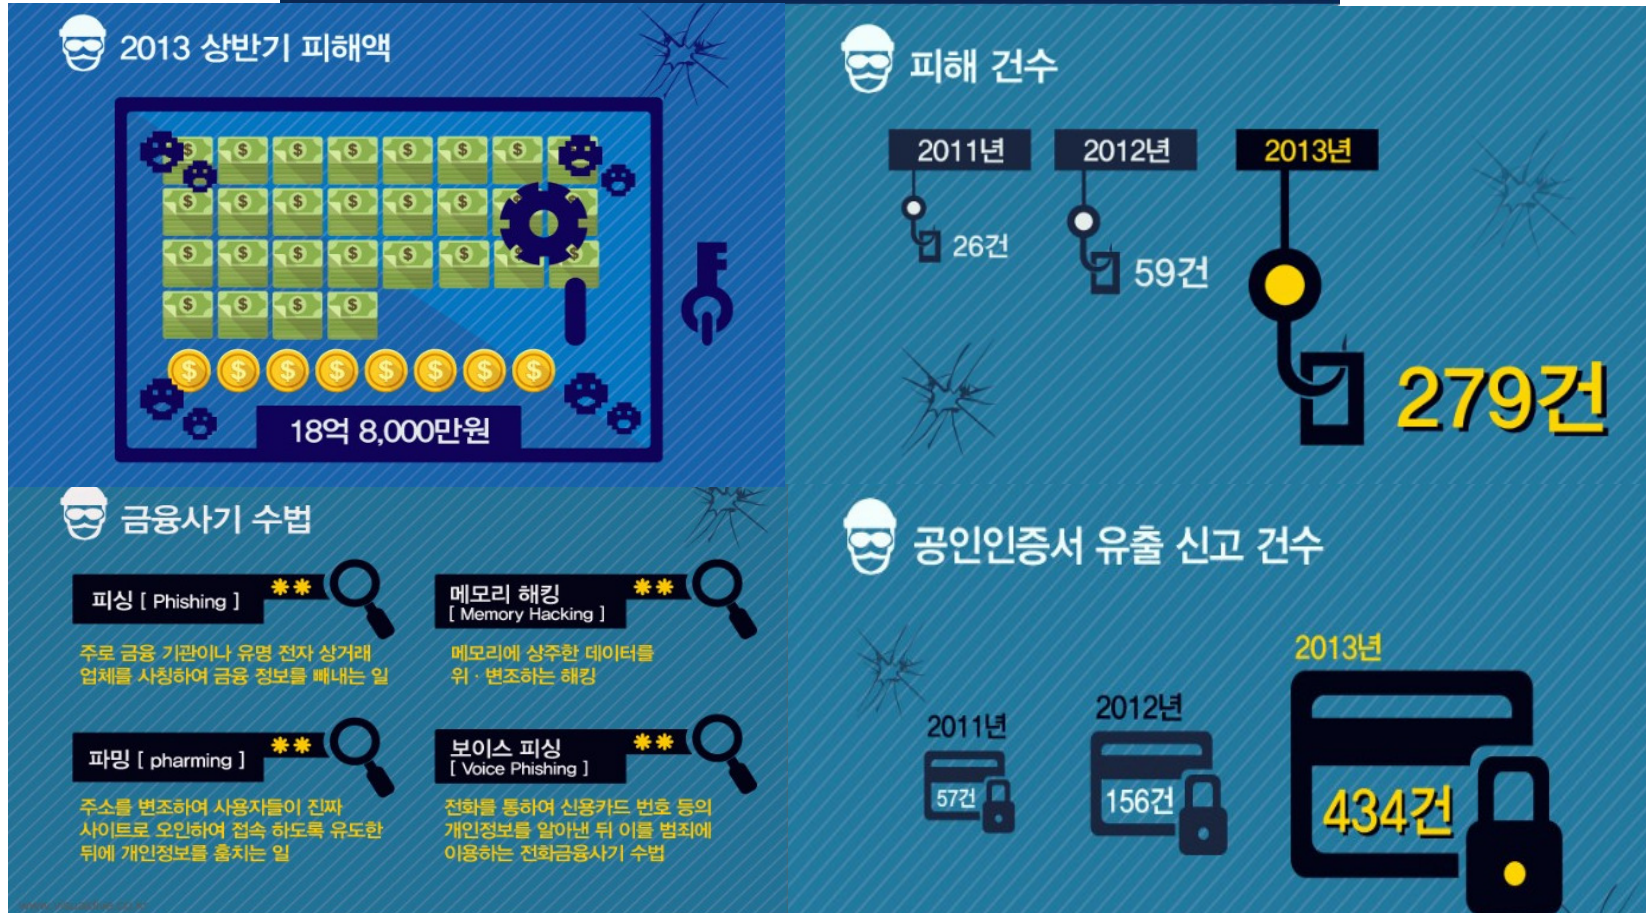 2013 상반기 피해액
18억 8,000만원
피해 건수
2011년
2012년
2013년
26건
59건
279건
금융사기 수법
피싱 [ Phishing ]
주로 금융 기관이나 유명 전자 상거래
업체를 사칭하여 금융 정보를 빼내는 일
메모리 해킹
[ Memory Hacking ]
메모리에 상주한 데이터를
위 · 변조하는 해킹
파밍 [ pharming ]
주소를 변조하여 사용자들이 진짜
사이트로 오인하여 접속 하도록 유도한
뒤에 개인정보를 훔치는 일
보이스 피싱
[ Voice Phishing ]
전화를 통하여 신용카드 번호 등의
개인정보를 알아낸 뒤 이를 범죄에
이용하는 전화금융사기 수법
공인인증서 유출 신고 건수
2011년
57건
2012년
156건
2013년
434건